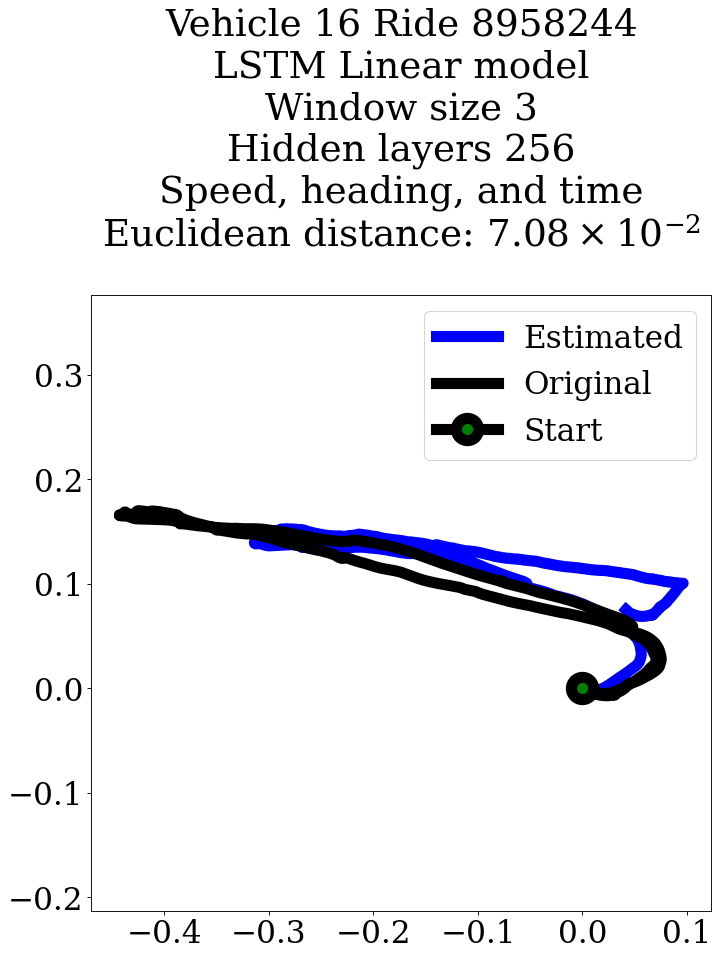 Vehicle 16 Ride 8958244
LSTM Linear model
Window size 3
Hidden layers 256
Speed, heading, and time
Euclidean distance: 7.08 × 10⁻²
Estimated
Original
Start
0.3
0.2
0.1
0.0
−0.1
−0.2
−0.4 −0.3 −0.2 −0.1 0.0 0.1